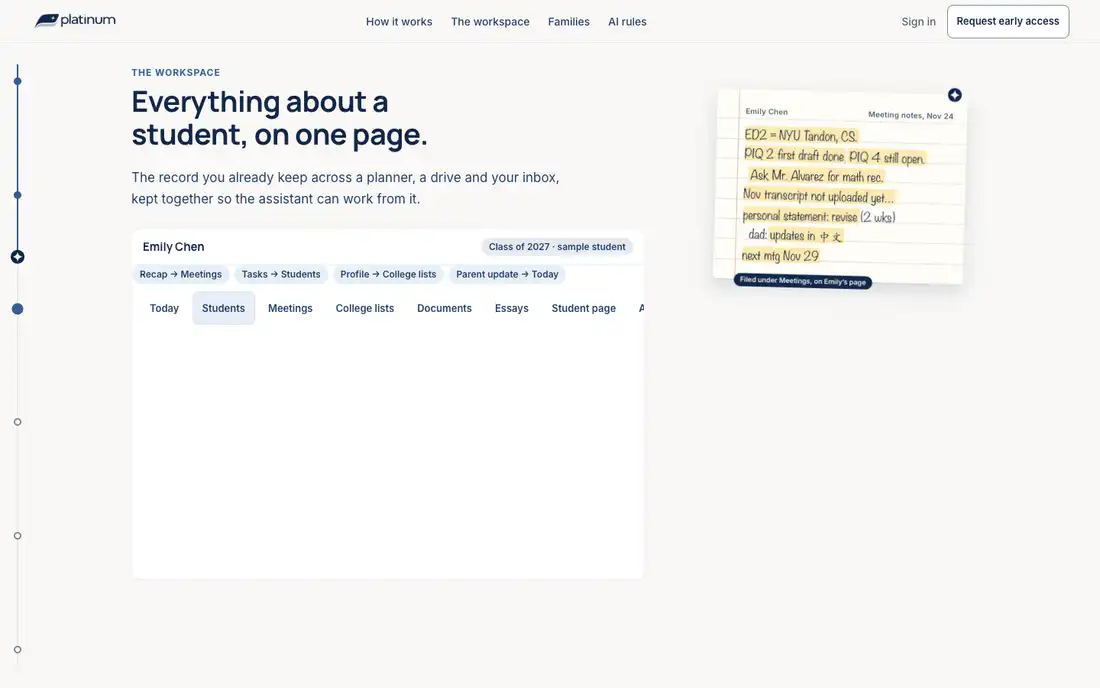 platinum
How it works
The workspace
Families
AI rules
Sign in
Request early access
THE WORKSPACE
Everything about a
student, on one page.
The record you already keep across a planner, a drive and your inbox,
kept together so the assistant can work from it.
Emily Chen
Class of 2027 · sample student
Recap → Meetings
Tasks → Students
Profile → College lists
Parent update → Today
Today
Students
Meetings
College lists
Documents
Essays
Student page
Emily Chen
Meeting notes, Nov 24
ED2 = NYU Tandon, CS.
PIQ 2 first draft done, PIQ 4 still open.
Ask Mr. Alvarez for math rec.
Nov transcript not uploaded yet...
personal statement: revise (2 wks)
dad: updates in 中文
next mtg Nov 29
Filed under Meetings, on Emily's page